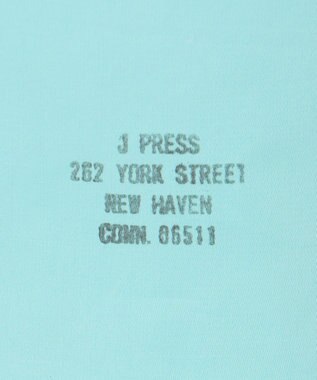 J PRESS
262 YORK STREET
NEW HAVEN
CONN. 06511